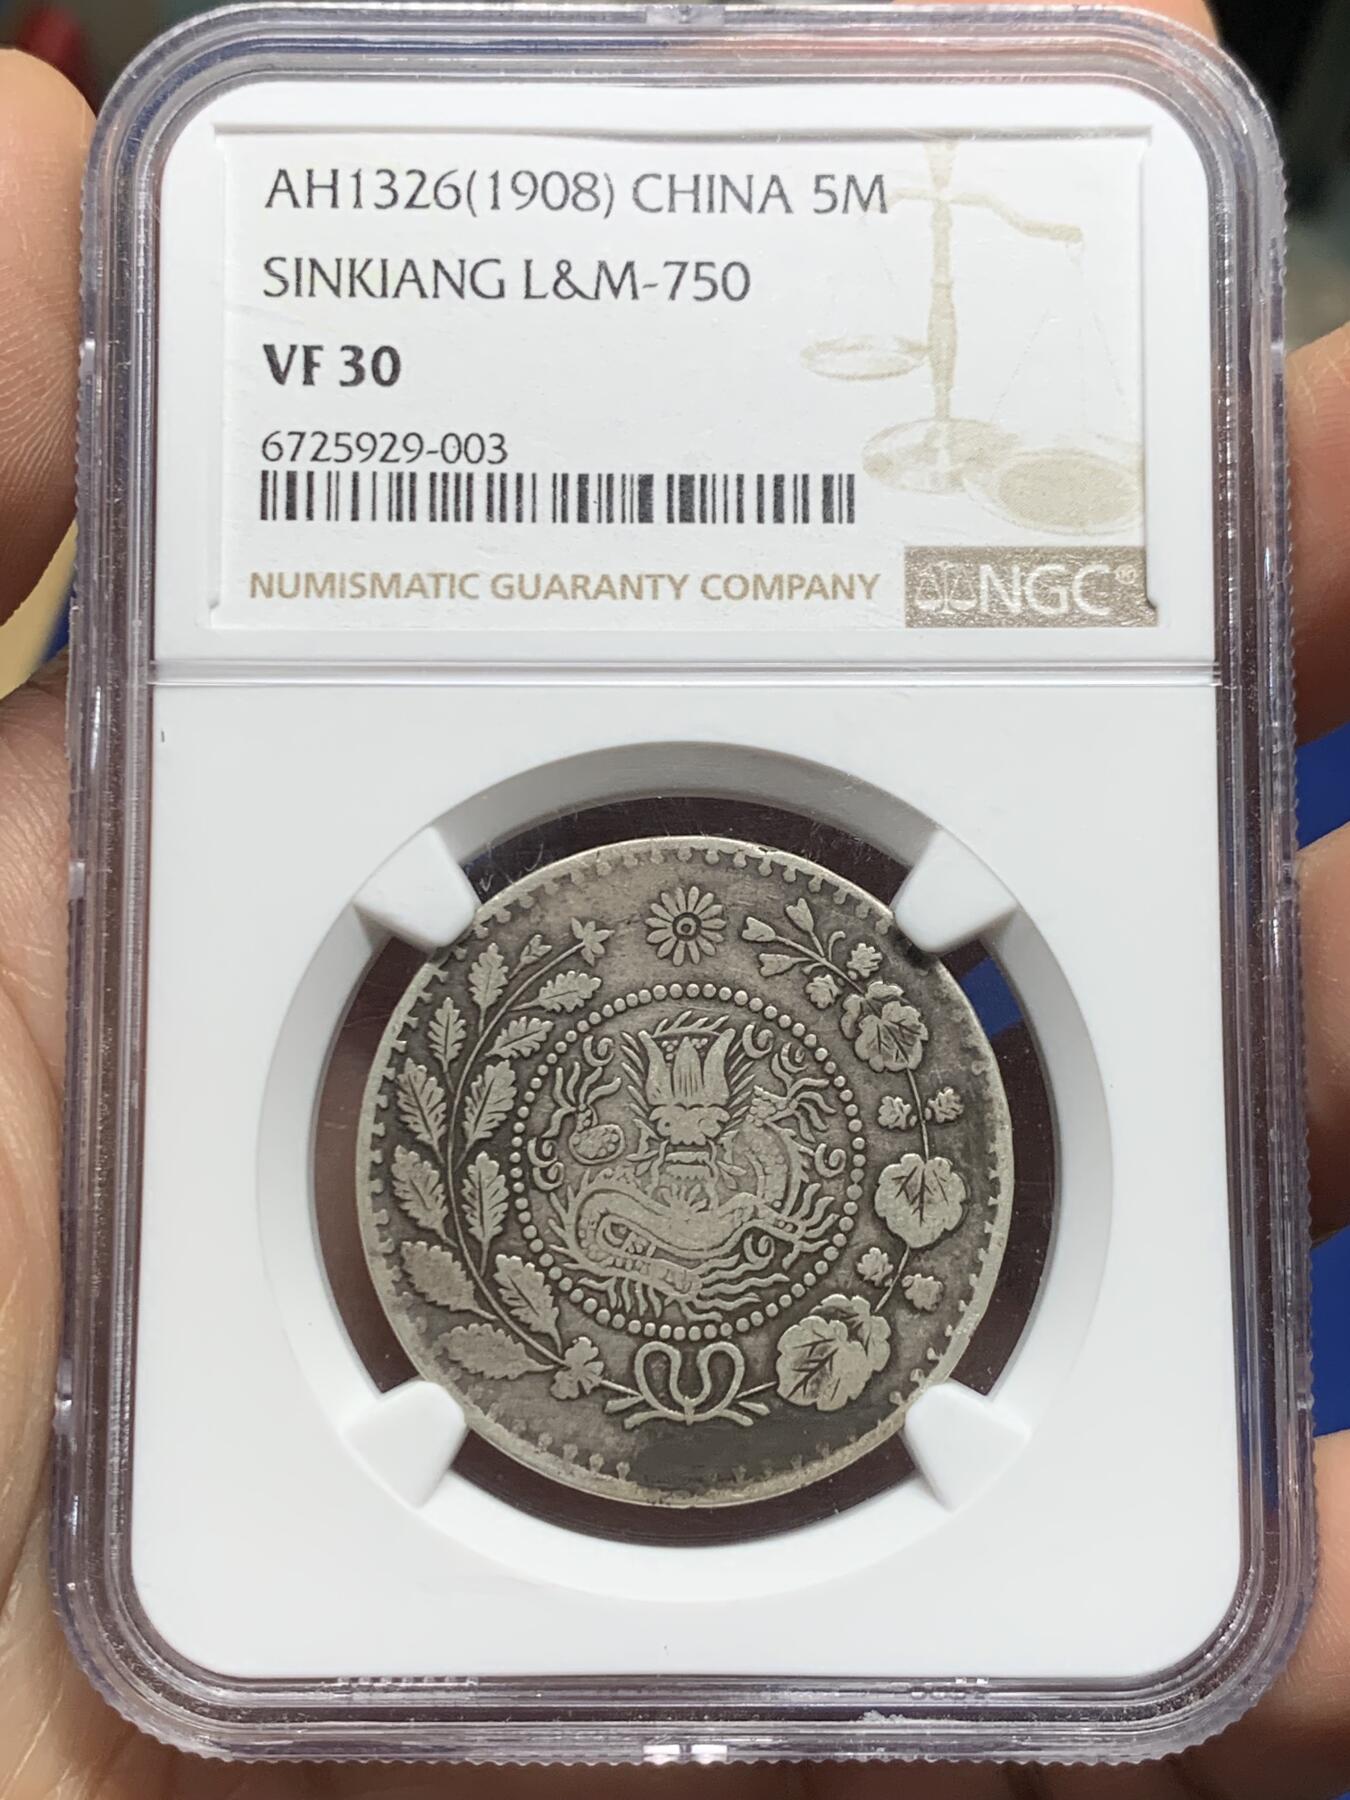 AH1326(1908) CHINA 5M
SINKIANG L&M-750
VF 30
6725929-003
NUMISMATIC GUARANTY COMPANY
NGC®